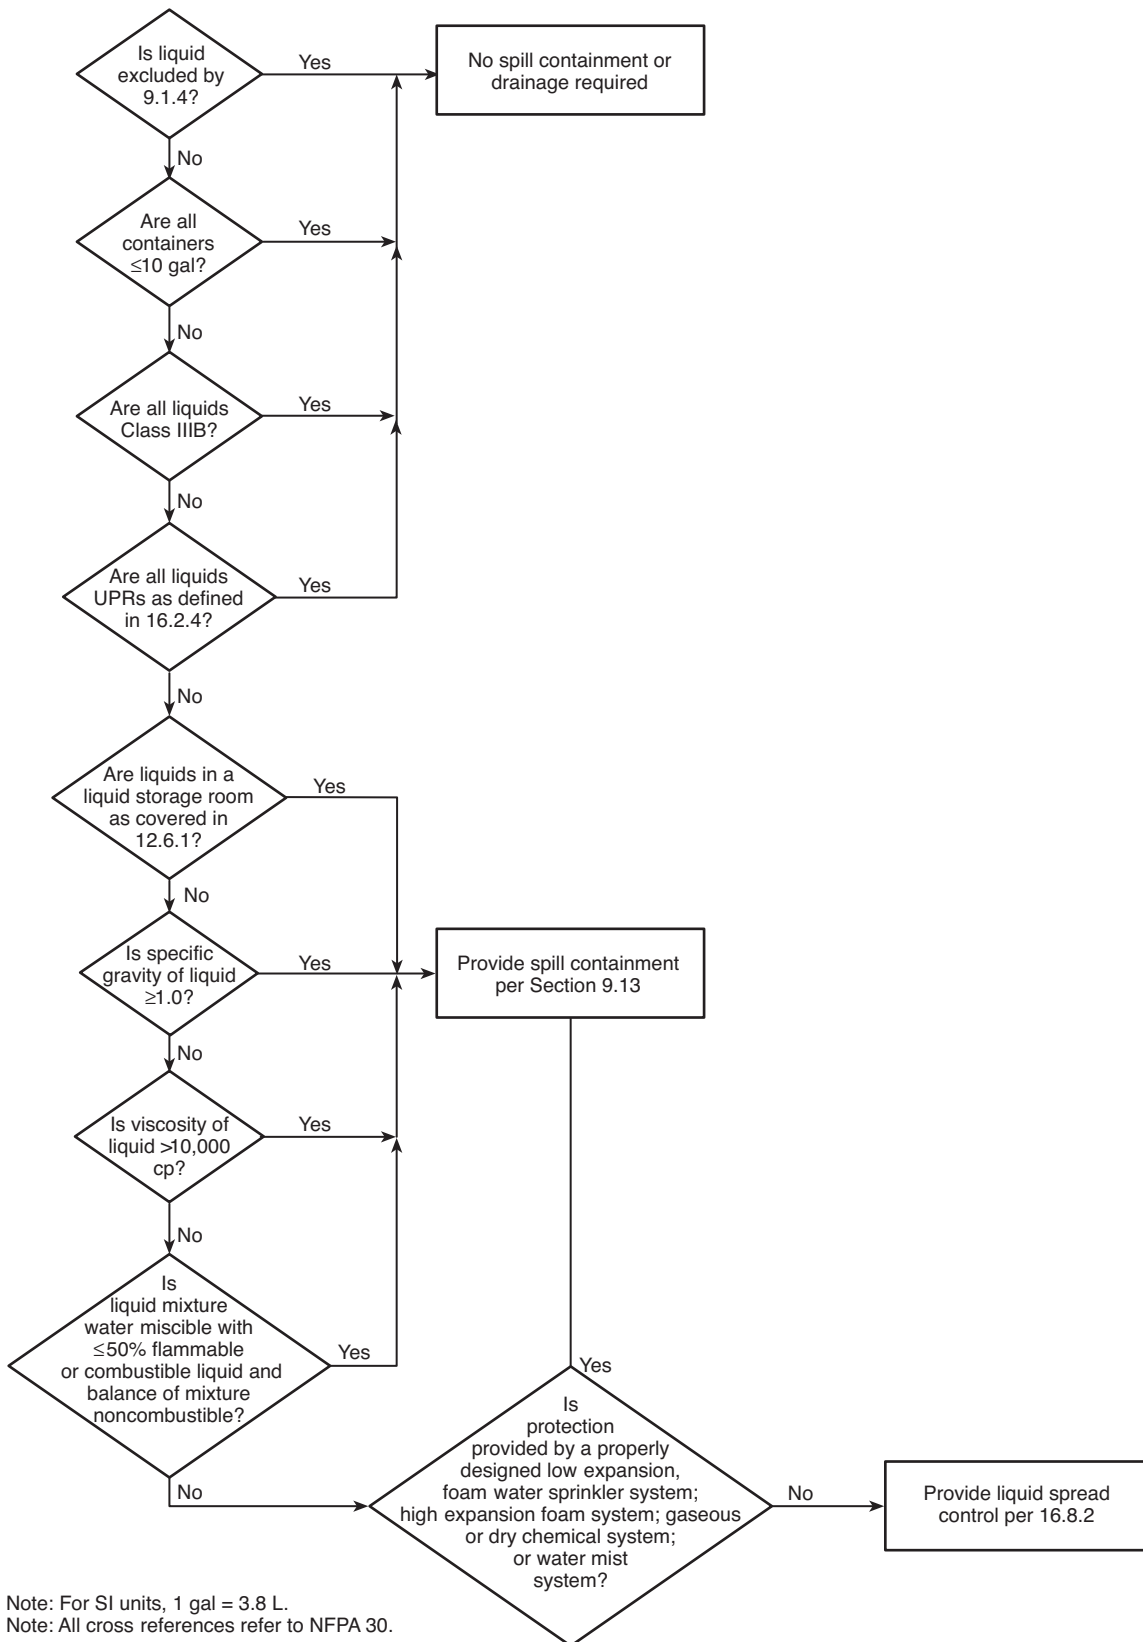 Is liquid
excluded by
9.1.4?
Yes
No spill containment or
drainage required
No
Are all
containers
≤10 gal?
Yes
No
Are all liquids
Class IIIB?
Yes
No
Are all liquids
UPRs as defined
in 16.2.4?
Yes
No
Are liquids in a
liquid storage room
as covered in
12.6.1?
Yes
No
Is specific
gravity of liquid
≥1.0?
Yes
Provide spill containment
per Section 9.13
No
Is viscosity of
liquid >10,000
cp?
Yes
No
Is
liquid mixture
water miscible with
≤50% flammable
or combustible liquid and
balance of mixture
noncombustible?
Yes
No
Yes
Is
protection
provided by a properly
designed low expansion,
foam water sprinkler system;
high expansion foam system; gaseous
or dry chemical system;
or water mist
system?
No
Provide liquid spread
control per 16.8.2
Note: For SI units, 1 gal = 3.8 L.
Note: All cross references refer to NFPA 30.